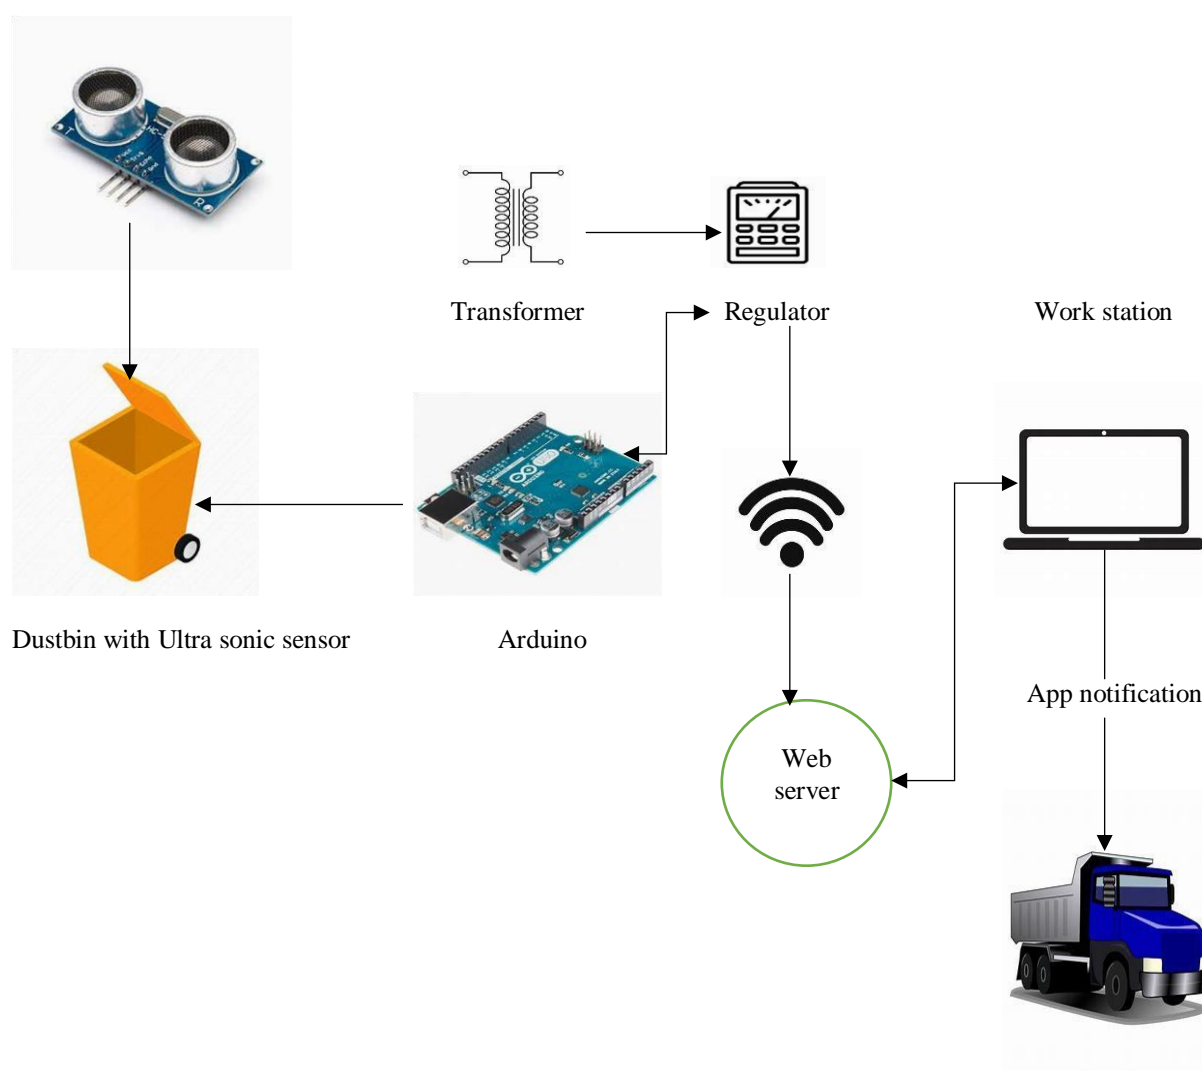 T
R
Transformer
Regulator
Work station
Dustbin with Ultra sonic sensor
Arduino
App notification
Web
server